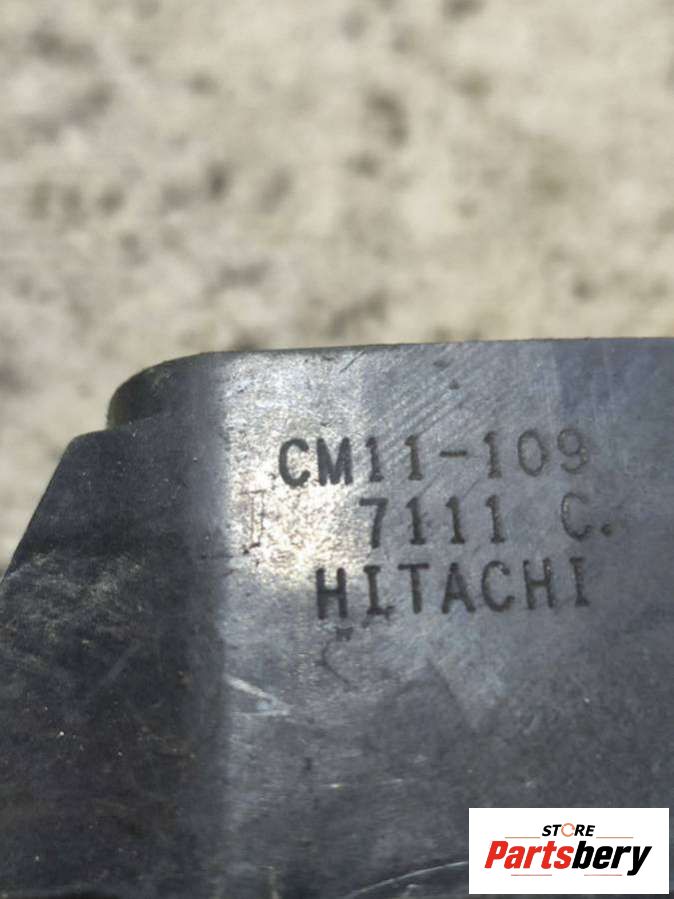 CM11-109
7111 C.
HITACHI
STORE
Partsbery